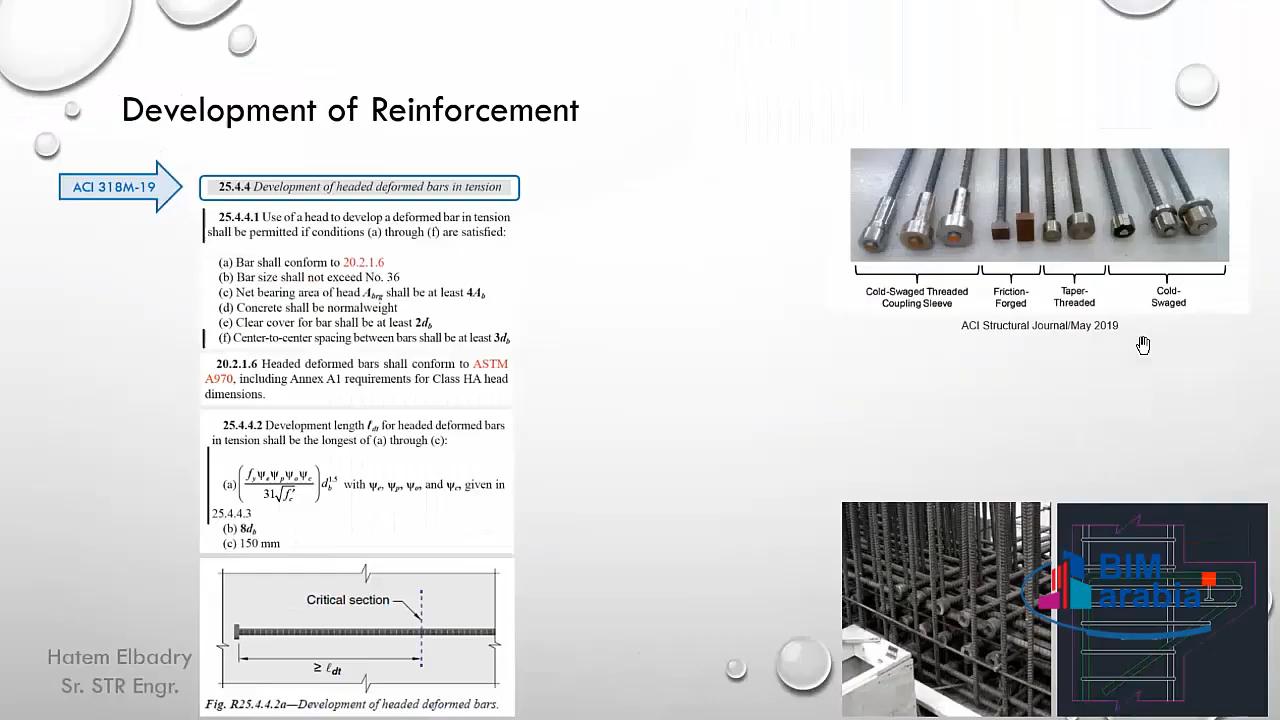 Development of Reinforcement
ACI 318M-19
25.4.4 Development of headed deformed bars in tension
25.4.4.1 Use of a head to develop a deformed bar in tension
shall be permitted if conditions (a) through (f) are satisfied:
(a) Bar shall conform to 20.2.1.6
(b) Bar size shall not exceed No. 36
(c) Net bearing area of head Abrg shall be at least 4Ab
(d) Concrete shall be normalweight
(e) Clear cover for bar shall be at least 2db
(f) Center-to-center spacing between bars shall be at least 3db
20.2.1.6 Headed deformed bars shall conform to ASTM
A970, including Annex A1 requirements for Class HA head
dimensions.
25.4.4.2 Development length ℓdt for headed deformed bars
in tension shall be the longest of (a) through (c):
(a) (fyψeψpψoψc / 31√f′c) db^1.5 with ψe, ψp, ψo, and ψc, given in
25.4.4.3
(b) 8db
(c) 150 mm
Critical section
≥ ℓdt
Fig. R25.4.4.2a—Development of headed deformed bars.
Cold-Swaged Threaded
Coupling Sleeve
Friction-
Forged
Taper-
Threaded
Cold-
Swaged
ACI Structural Journal/May 2019
BIM
arabia
Hatem Elbadry
Sr. STR Engr.